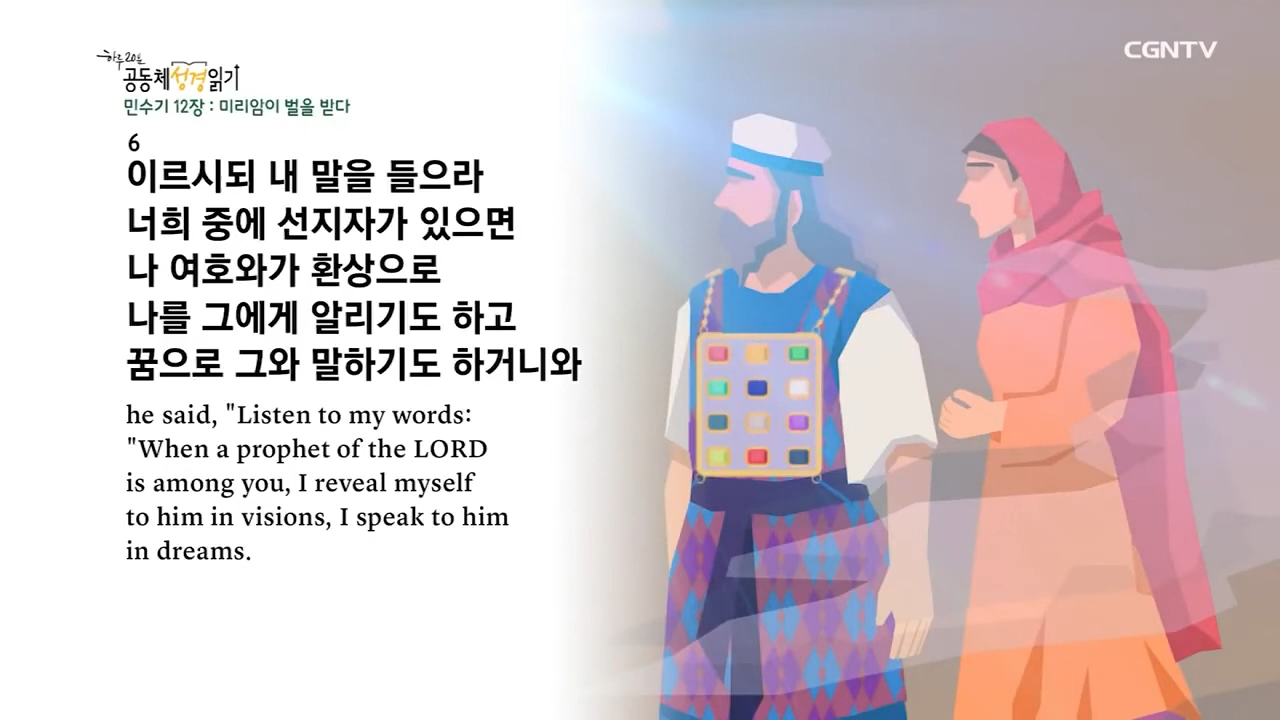 하루 20분
공동체성경읽기
CGNTV
민수기 12장 : 미리암이 벌을 받다
6
이르시되 내 말을 들으라
너희 중에 선지자가 있으면
나 여호와가 환상으로
나를 그에게 알리기도 하고
꿈으로 그와 말하기도 하거니와
he said, "Listen to my words:
"When a prophet of the LORD
is among you, I reveal myself
to him in visions, I speak to him
in dreams.